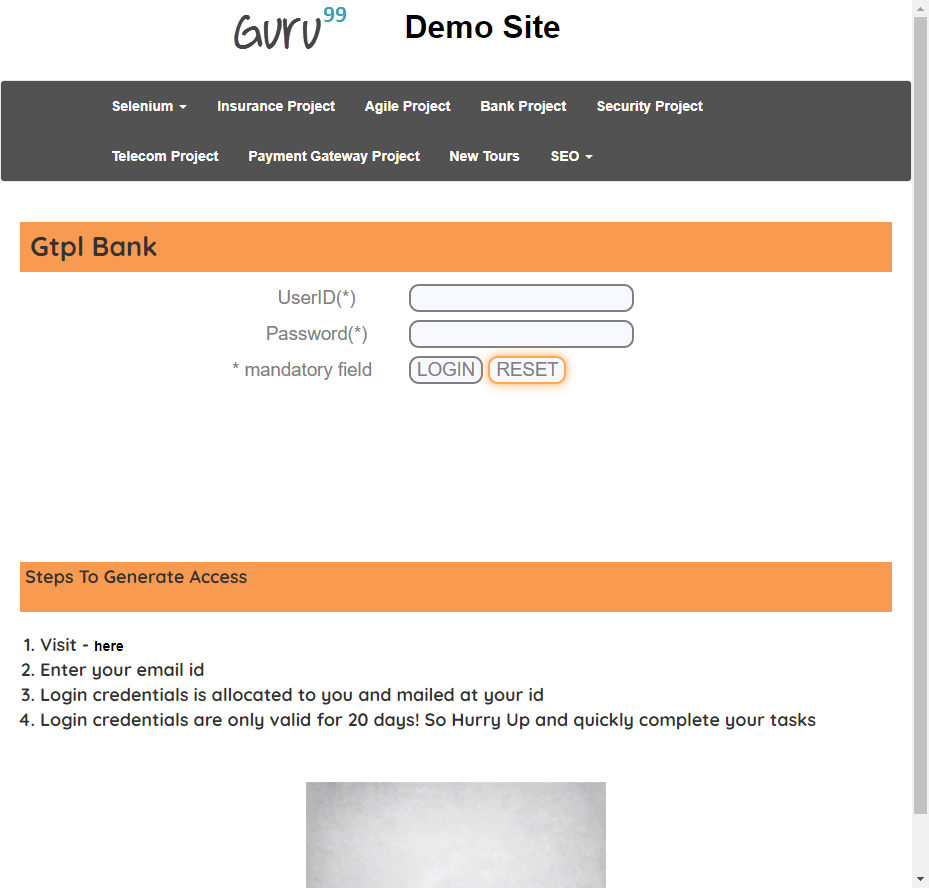 Guru99 Demo Site
Selenium Insurance Project Agile Project Bank Project Security Project
Telecom Project Payment Gateway Project New Tours SEO
Gtpl Bank
UserID(*)
Password(*)
* mandatory field LOGIN RESET
Steps To Generate Access
1. Visit - here
2. Enter your email id
3. Login credentials is allocated to you and mailed at your id
4. Login credentials are only valid for 20 days! So Hurry Up and quickly complete your tasks